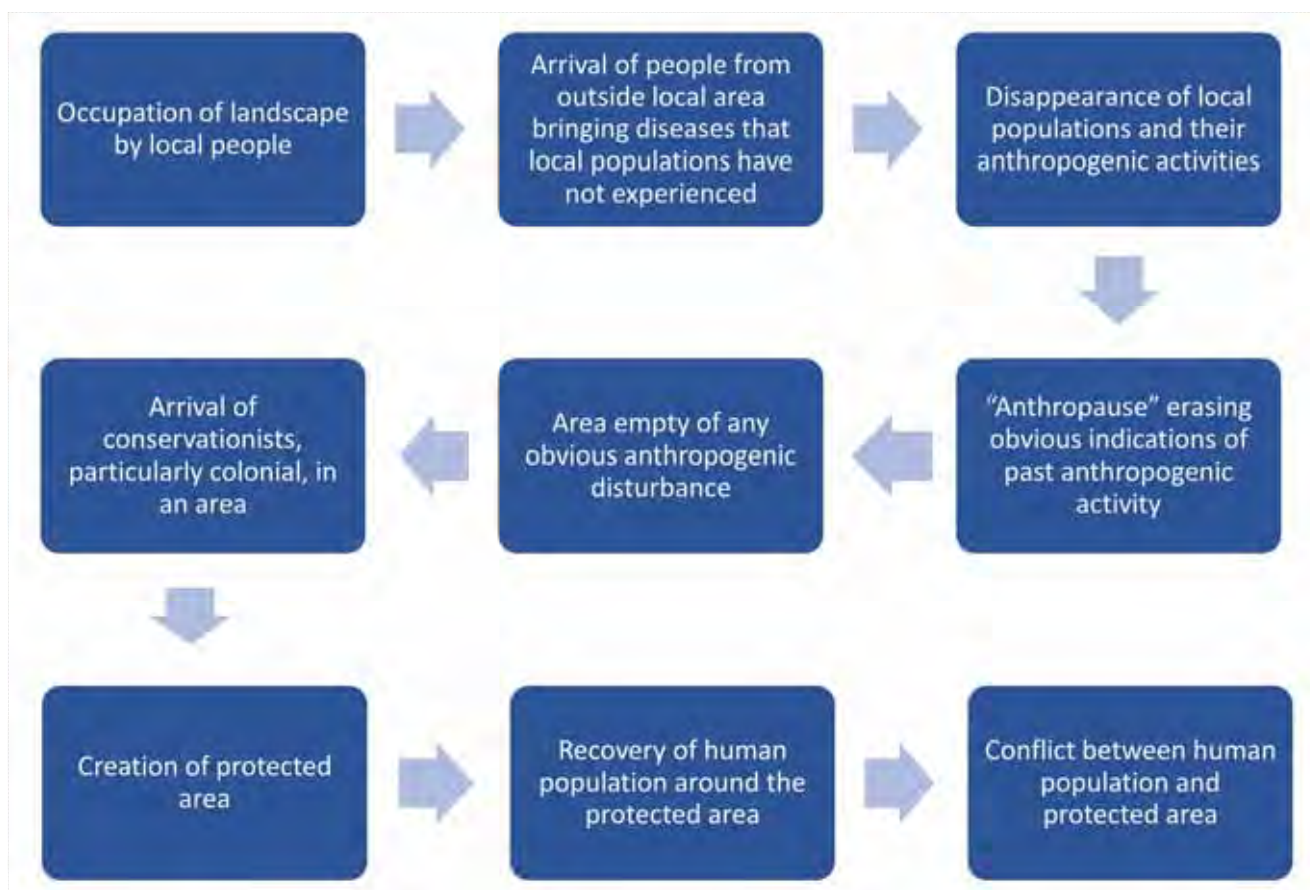 Occupation of landscape
by local people
Arrival of people from
outside local area
bringing diseases that
local populations have
not experienced
Disappearance of local
populations and their
anthropogenic activities
“Anthropause” erasing
obvious indications of
past anthropogenic
activity
Area empty of any
obvious anthropogenic
disturbance
Arrival of
conservationists,
particularly colonial, in
an area
Creation of protected
area
Recovery of human
population around the
protected area
Conflict between human
population and
protected area